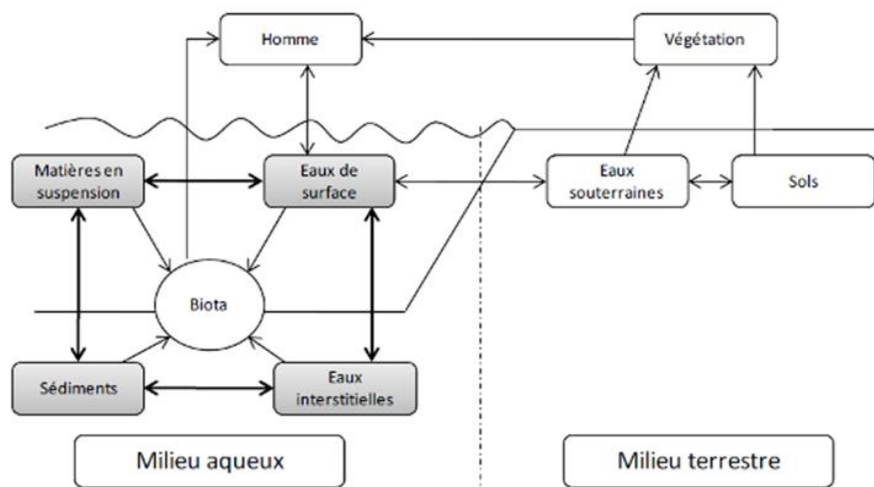 Homme
Végétation
Matières en
suspension
Eaux de
surface
Eaux
souterraines
Sols
Biota
Sédiments
Eaux
interstitielles
Milieu aqueux
Milieu terrestre